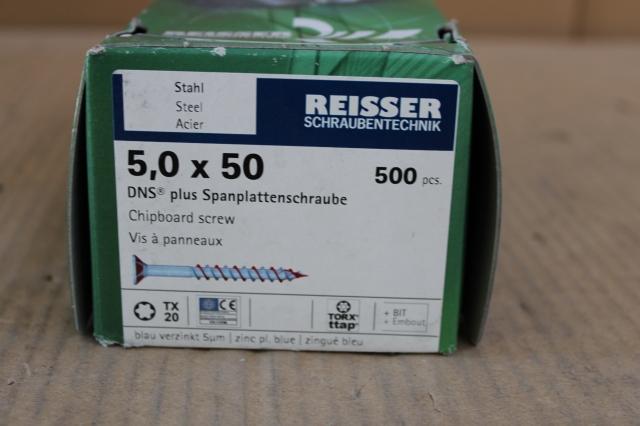 Stahl
Steel
Acier
REISSER
SCHRAUBENTECHNIK
5,0 x 50
500 pcs.
DNS® plus Spanplattenschraube
Chipboard screw
Vis à panneaux
TX
20
CE
TORX®
ttap®
+ BIT
+ Embout
blau verzinkt 5µm | zinc pl. blue | zingué bleu